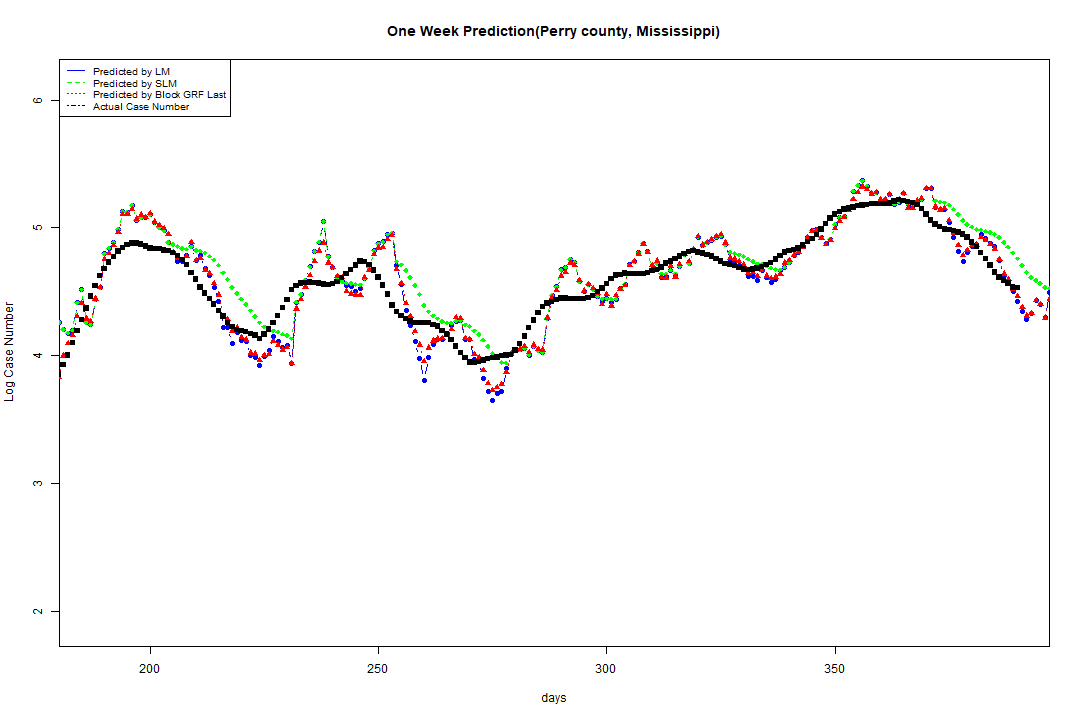 One Week Prediction(Perry county, Mississippi)
Predicted by LM
Predicted by SLM
Predicted by Block GRF Last
Actual Case Number
6
5
4
3
2
Log Case Number
200 250 300 350
days